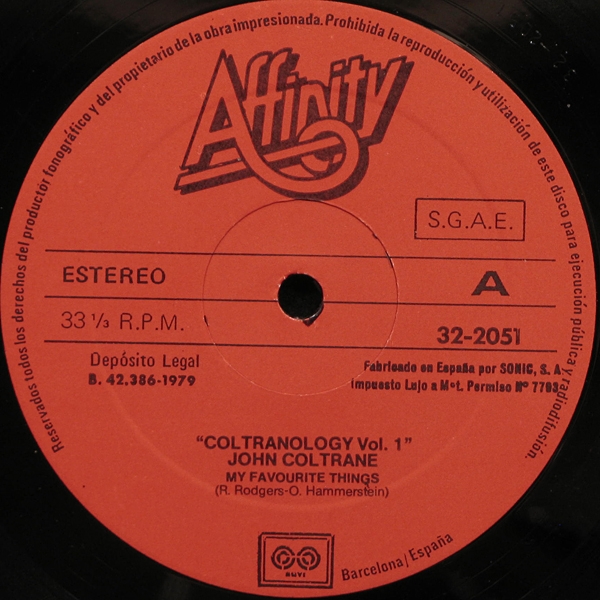 Reservados todos los derechos del productor fonográfico y del propietario de la obra impresionada. Prohibida la reproducción y utilización de este disco para ejecución pública y radiodifusión.
Affinity
S.G.A.E.
ESTEREO
A
33 1/3 R.P.M.
32-2051
Depósito Legal
B. 42.386-1979
Fabricado en España por SONIC, S. A
Impuesto Lujo a Met. Permiso Nº 7793
"COLTRANOLOGY Vol. 1"
JOHN COLTRANE
MY FAVOURITE THINGS
(R. Rodgers-O. Hammerstein)
Barcelona/España